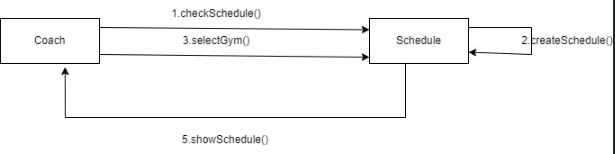 1.checkSchedule()
Coach
3.selectGym()
Schedule
2.createSchedule()
5.showSchedule()